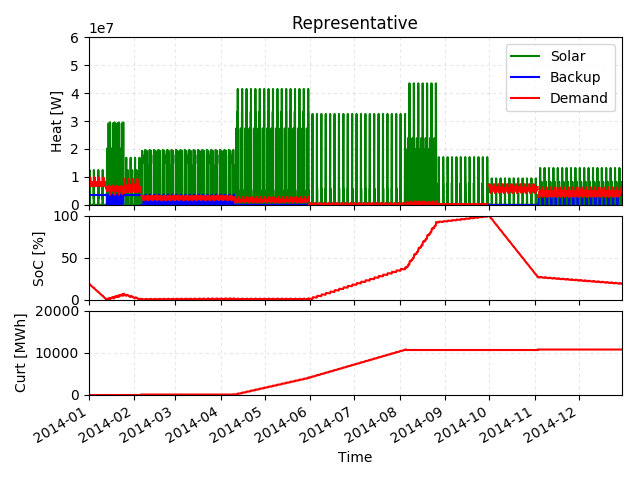 Representative
1e7
6
5
4
3
2
1
0
Heat [W]
Solar
Backup
Demand
100
50
0
SoC [%]
20000
10000
0
Curt [MWh]
2014-01
2014-02
2014-03
2014-04
2014-05
2014-06
2014-07
2014-08
2014-09
2014-10
2014-11
2014-12
Time